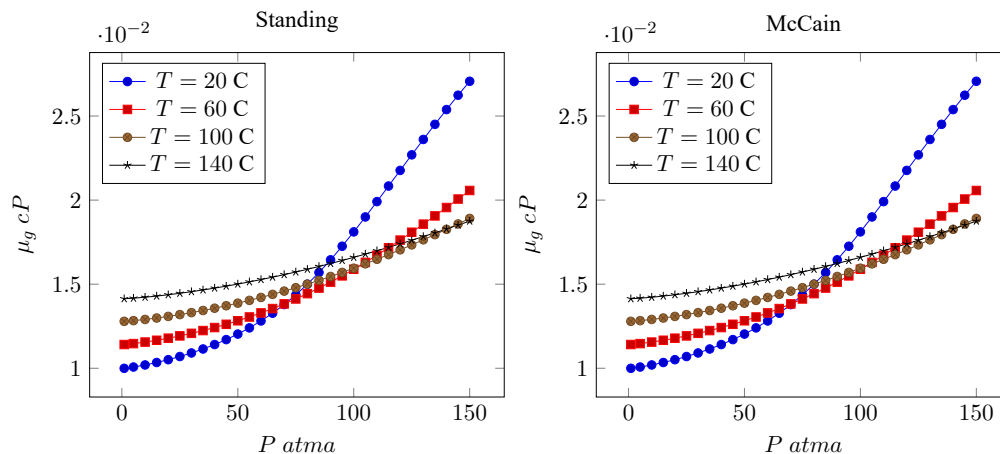 Standing
·10⁻²
T = 20 C
T = 60 C
T = 100 C
T = 140 C
2.5
2
1.5
1
μg cP
0 50 100 150
P atma
McCain
·10⁻²
T = 20 C
T = 60 C
T = 100 C
T = 140 C
2.5
2
1.5
1
μg cP
0 50 100 150
P atma